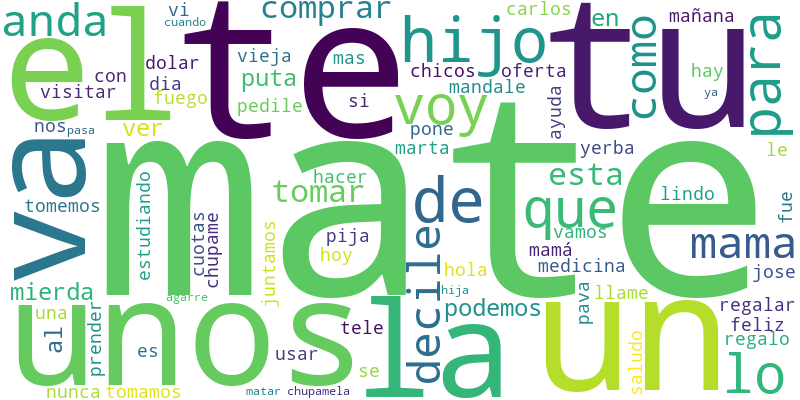 anda
vi
cuando
comprar
carlos
en
mañana
el
te
hijo
tu
como
para
con
dolar
vieja
mas
chicos
oferta
hay
visitar
dia
puta
mandale
ya
fuego
pedile
si
voy
nos
pasa
ver
pone
ayuda
va
mate
marta
yerba
le
tomemos
estudiando
hacer
tomar
de
esta
que
lindo
fue
cuotas
chupame
pija
hoy
decile
vamos
mamá
mama
mierda
juntamos
hola
medicina
jose
unos
agarre
la
hija
podemos
pava
llame
un
regalar
una
al
prender
tele
feliz
regalo
es
usar
se
saludo
lo
nunca
tomamos
matar
chupamela